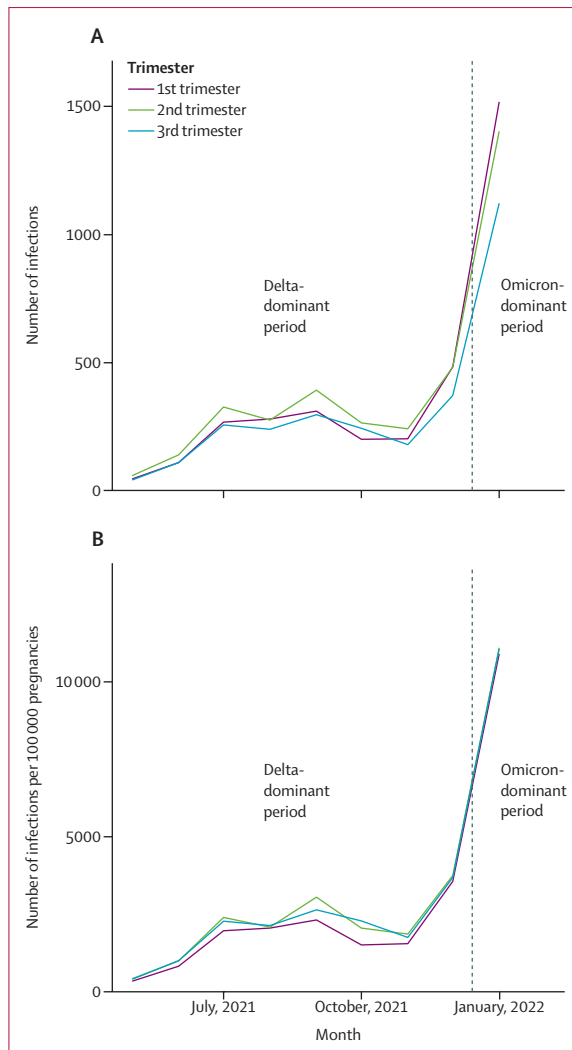 A
Trimester
1st trimester
2nd trimester
3rd trimester
1500
1000
500
0
Number of infections
Delta-
dominant
period
Omicron-
dominant
period
B
10 000
5000
0
Number of infections per 100 000 pregnancies
Delta-
dominant
period
Omicron-
dominant
period
July, 2021
October, 2021
January, 2022
Month